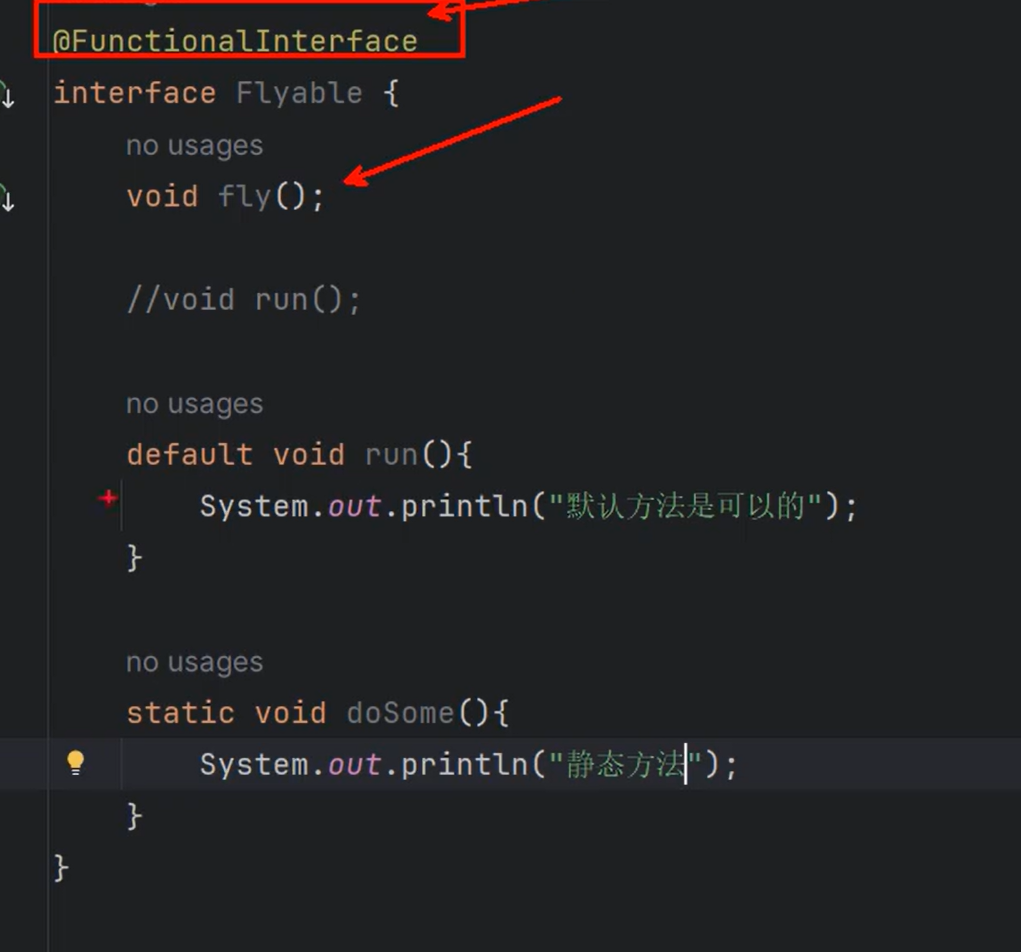 @FunctionalInterface
interface Flyable {
no usages
void fly();
//void run();
no usages
default void run(){
System.out.println("默认方法是可以的");
}
no usages
static void doSome(){
System.out.println("静态方法");
}
}